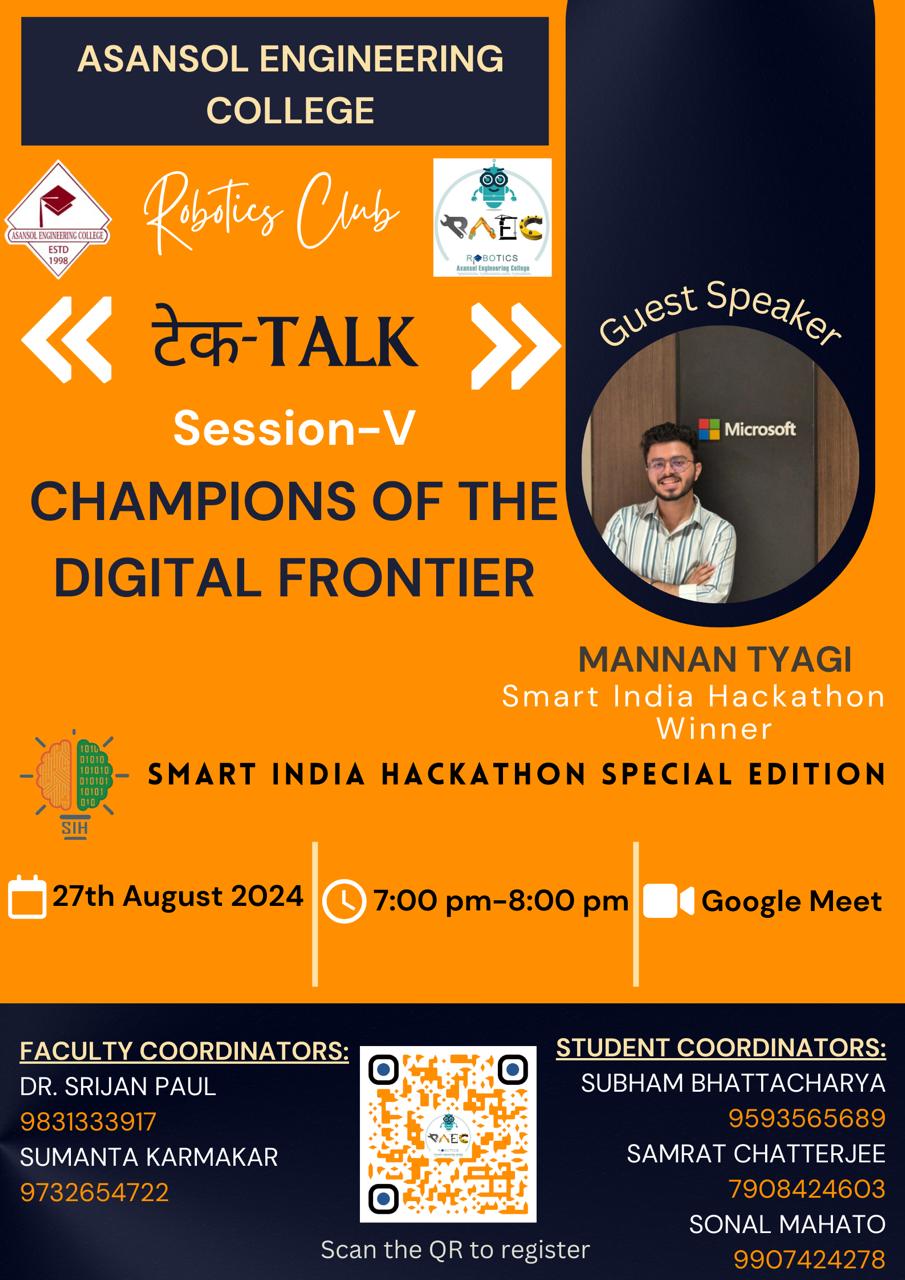 ASANSOL ENGINEERING
COLLEGE
ASANSOL ENGINEERING COLLEGE
ESTD
1998
Robotics Club
RAEC
ROBOTICS
Asansol Engineering College
टेक-TALK
Session-V
CHAMPIONS OF THE
DIGITAL FRONTIER
Guest Speaker
Microsoft
MANNAN TYAGI
Smart India Hackathon
Winner
SIH
SMART INDIA HACKATHON SPECIAL EDITION
27th August 2024
7:00 pm-8:00 pm
Google Meet
FACULTY COORDINATORS:
DR. SRIJAN PAUL
9831333917
SUMANTA KARMAKAR
9732654722
Scan the QR to register
STUDENT COORDINATORS:
SUBHAM BHATTACHARYA
9593565689
SAMRAT CHATTERJEE
7908424603
SONAL MAHATO
9907424278